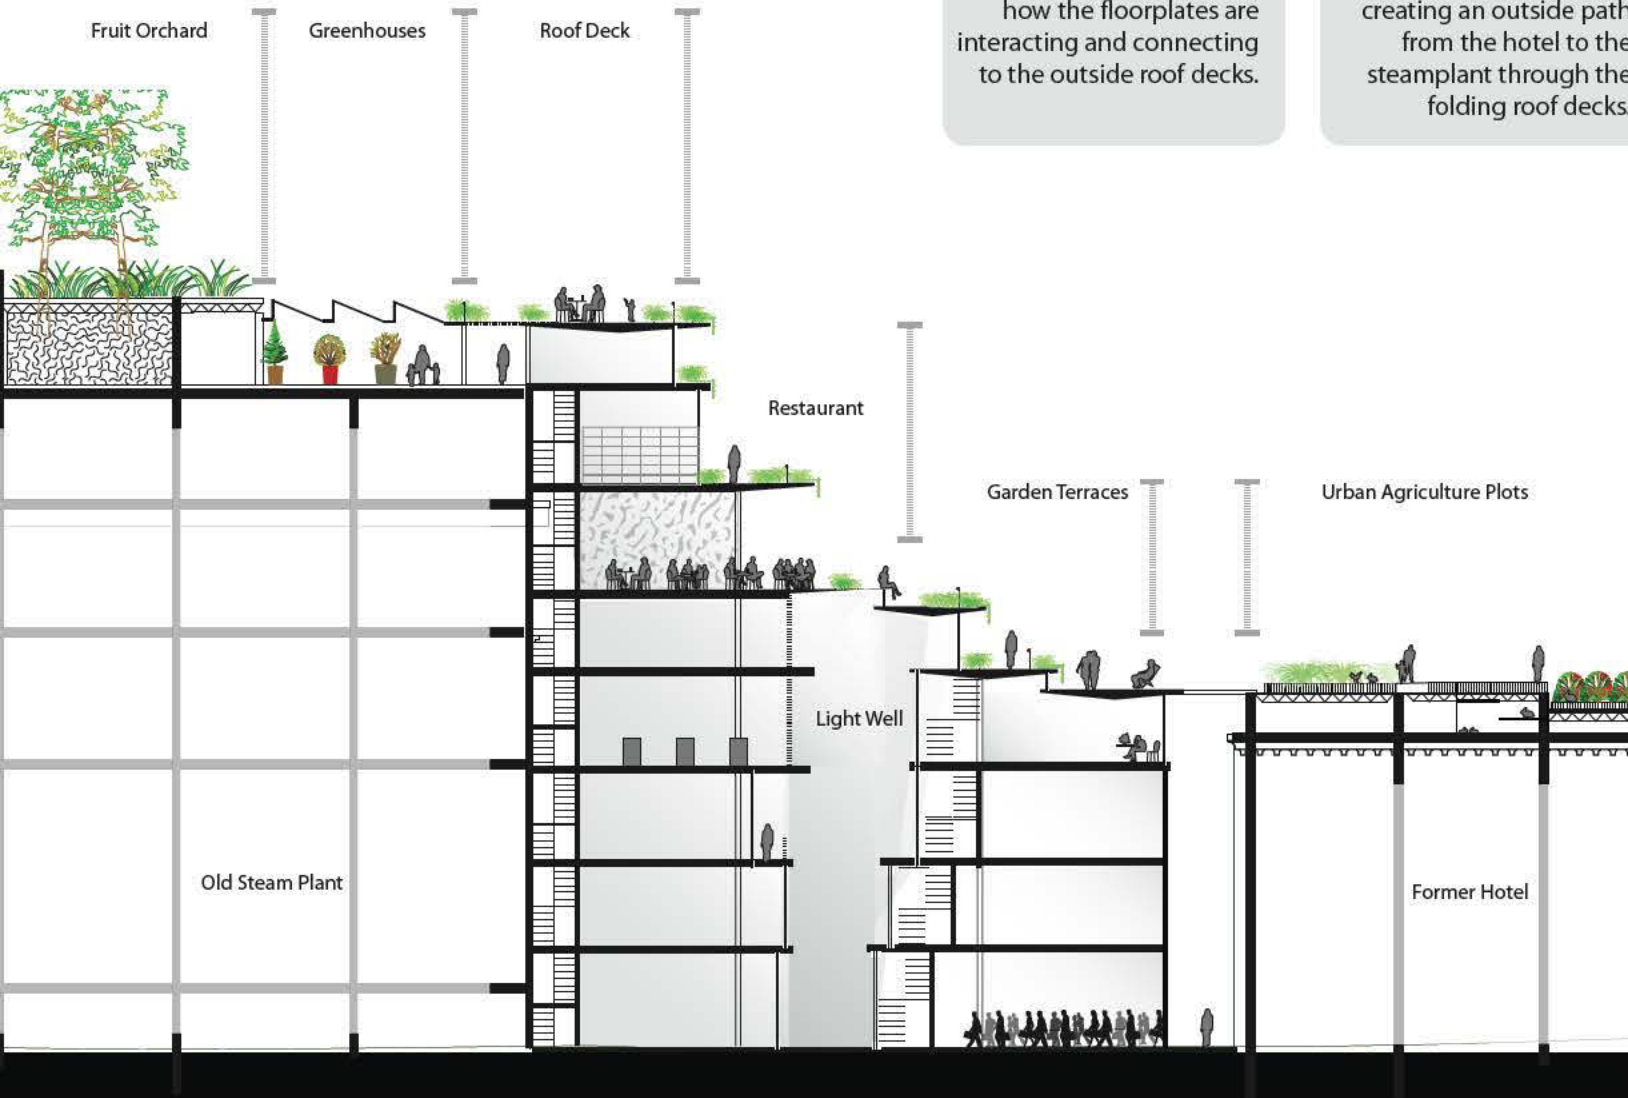 Fruit Orchard
Greenhouses
Roof Deck
how the floorplates are
interacting and connecting
to the outside roof decks.
creating an outside path
from the hotel to the
steamplant through the
folding roof decks.
Restaurant
Garden Terraces
Urban Agriculture Plots
Light Well
Old Steam Plant
Former Hotel